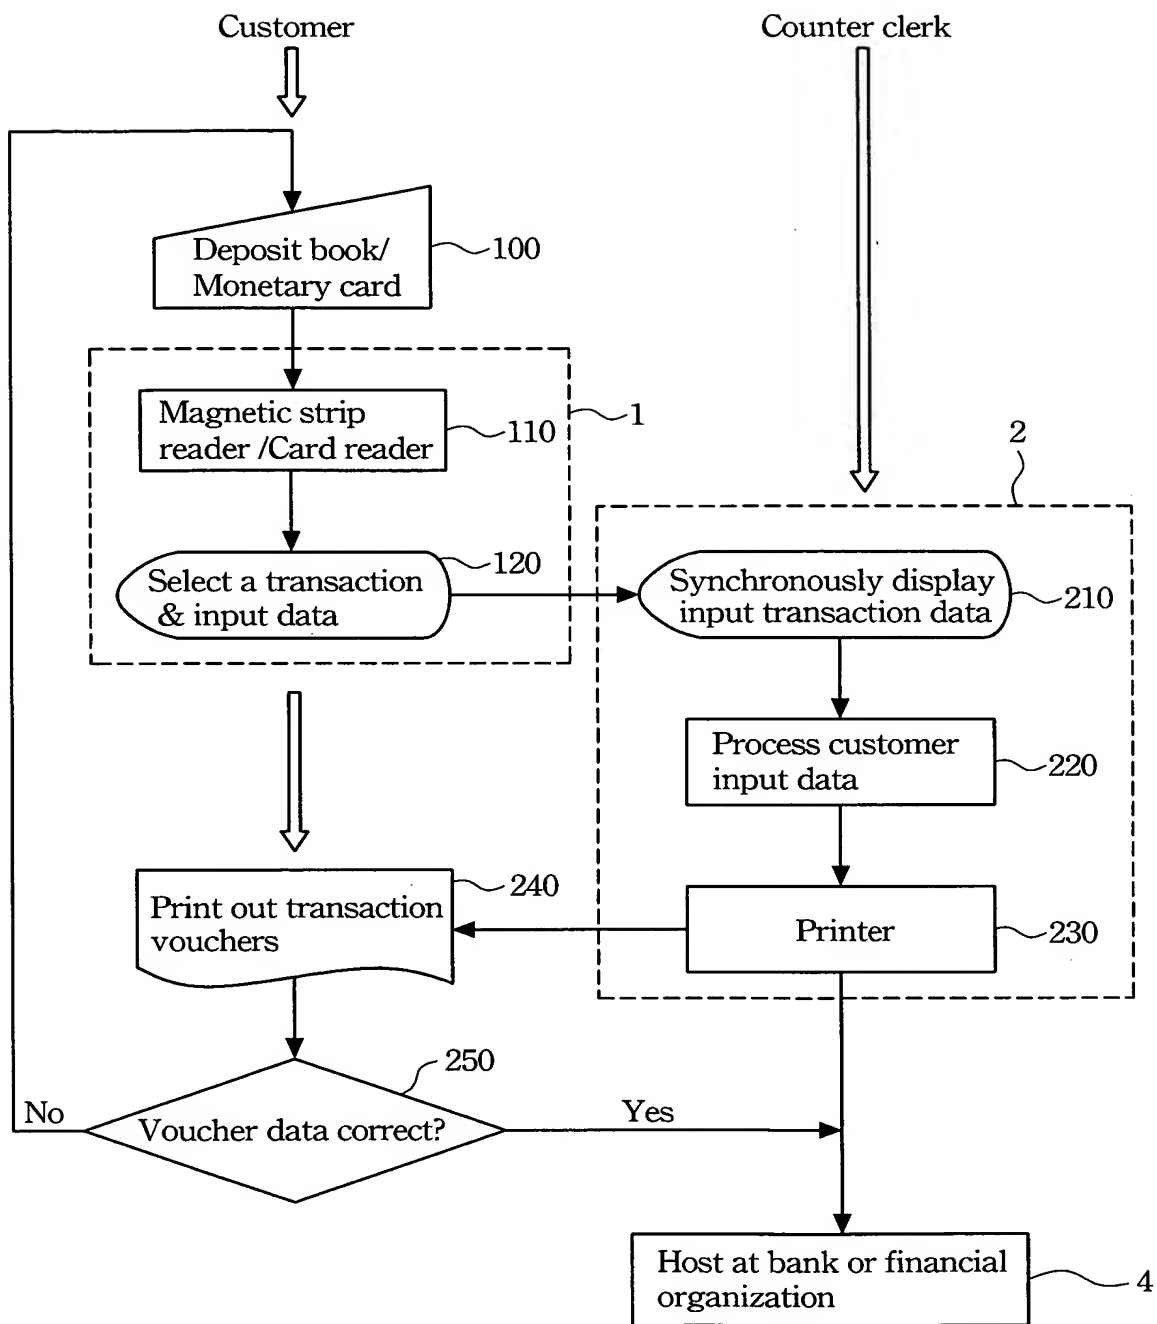 Customer
Counter clerk
Deposit book/
Monetary card
100
Magnetic strip
reader /Card reader
110
1
2
Select a transaction
& input data
120
Synchronously display
input transaction data
210
Process customer
input data
220
Print out transaction
vouchers
240
Printer
230
Voucher data correct?
250
No
Yes
Host at bank or financial
organization
4